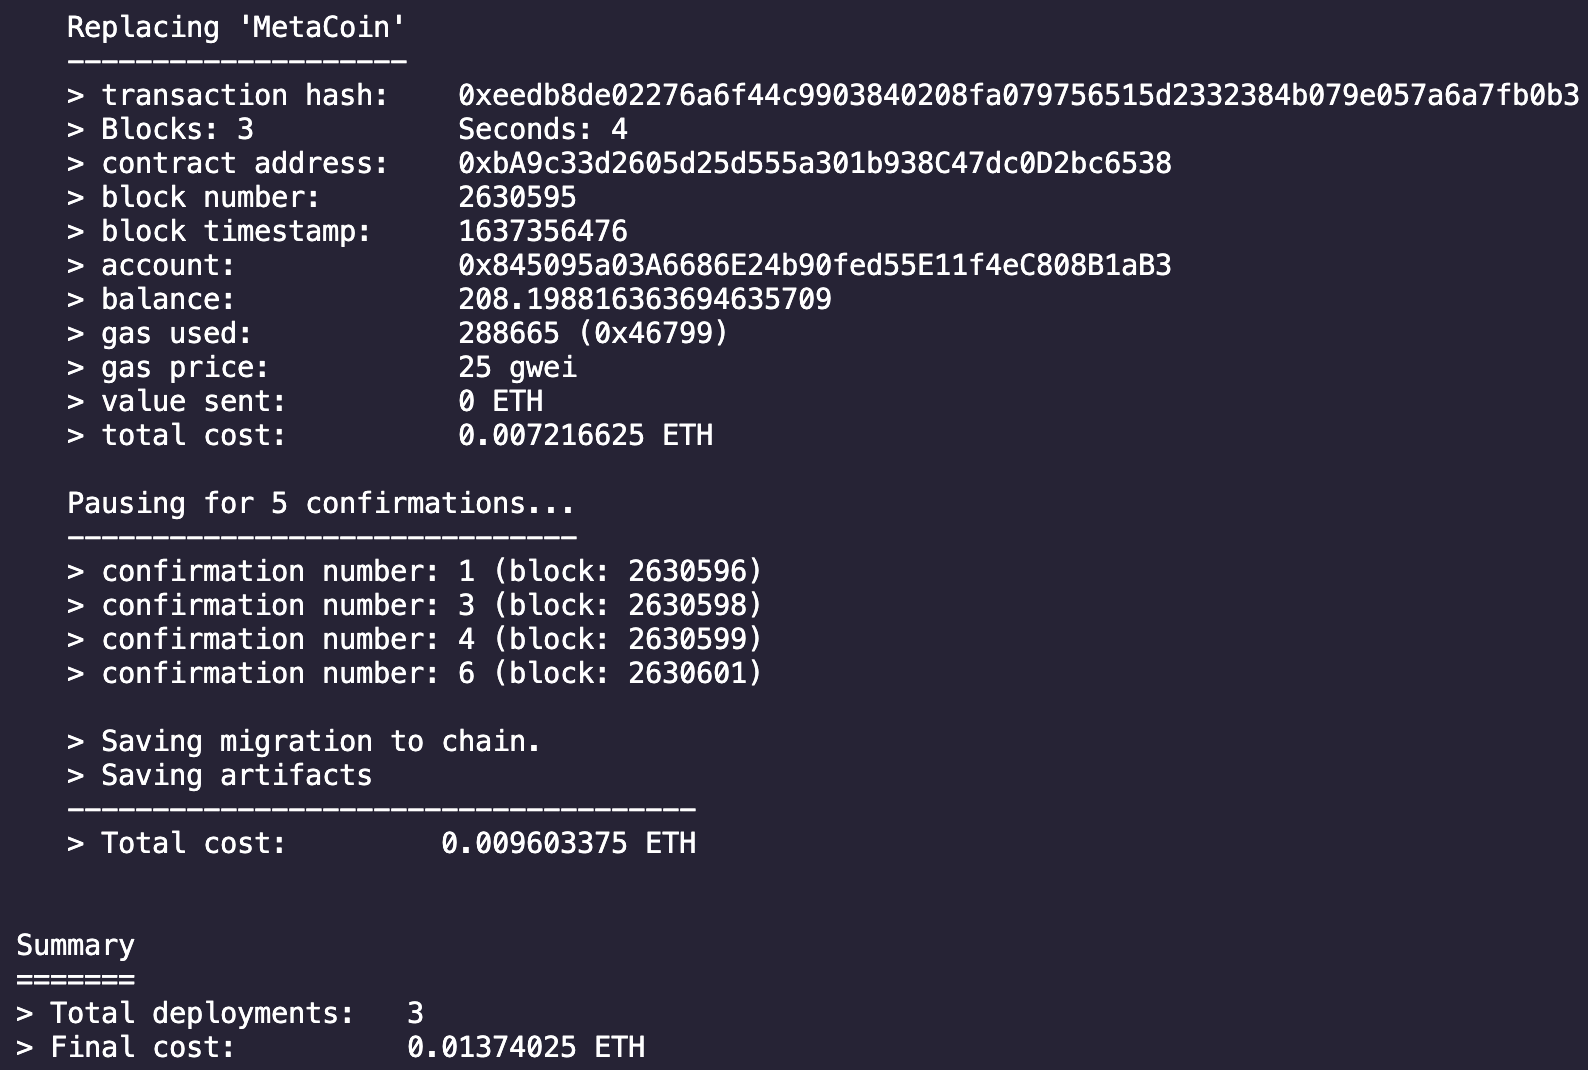 Replacing 'MetaCoin'
--------------------
> transaction hash:    0xeedb8de02276a6f44c9903840208fa079756515d2332384b079e057a6a7fb0b3
> Blocks: 3            Seconds: 4
> contract address:    0xbA9c33d2605d25d555a301b938C47dc0D2bc6538
> block number:        2630595
> block timestamp:     1637356476
> account:             0x845095a03A6686E24b90fed55E11f4eC808B1aB3
> balance:             208.198816363694635709
> gas used:            288665 (0x46799)
> gas price:           25 gwei
> value sent:          0 ETH
> total cost:          0.007216625 ETH
Pausing for 5 confirmations...
------------------------------
> confirmation number: 1 (block: 2630596)
> confirmation number: 3 (block: 2630598)
> confirmation number: 4 (block: 2630599)
> confirmation number: 6 (block: 2630601)
> Saving migration to chain.
> Saving artifacts
-------------------------------------
> Total cost:         0.009603375 ETH
Summary
=======
> Total deployments:   3
> Final cost:          0.01374025 ETH